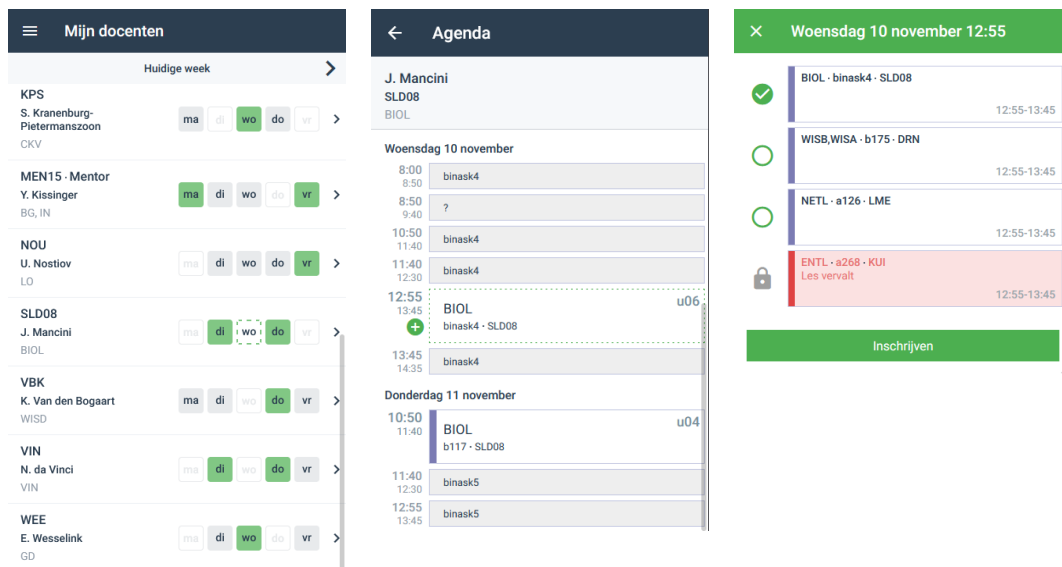 Mijn docenten
Huidige week
KPS
S. Kranenburg-
Pietermanszoon
CKV
ma di wo do vr
MEN15 · Mentor
Y. Kissinger
BG, IN
ma di wo do vr
NOU
U. Nostiov
LO
ma di wo do vr
SLD08
J. Mancini
BIOL
ma di wo do vr
VBK
K. Van den Bogaart
WISD
ma di wo do vr
VIN
N. da Vinci
VIN
ma di wo do vr
WEE
E. Wesselink
GD
ma di wo do vr
Agenda
J. Mancini
SLD08
BIOL
Woensdag 10 november
8:00
8:50
binask4
8:50
9:40
?
10:50
11:40
binask4
11:40
12:30
binask4
12:55
13:45
BIOL
u06
binask4 · SLD08
13:45
14:35
binask4
Donderdag 11 november
10:50
11:40
BIOL
u04
b117 · SLD08
11:40
12:30
binask5
12:55
13:45
binask5
Woensdag 10 november 12:55
BIOL · binask4 · SLD08
12:55-13:45
WISB,WISA · b175 · DRN
12:55-13:45
NETL · a126 · LME
12:55-13:45
ENTL · a268 · KUI
Les vervalt
12:55-13:45
Inschrijven